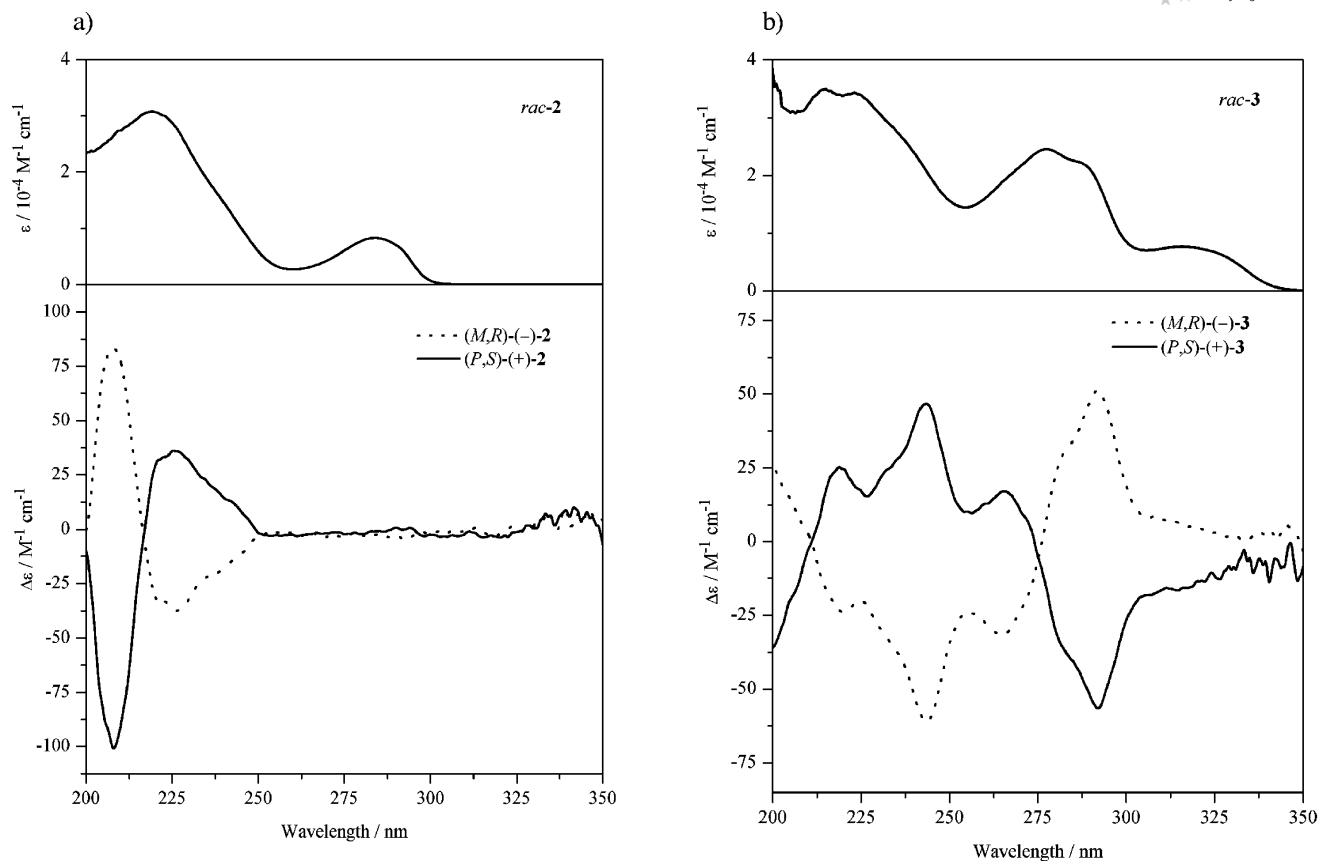 a)
4
2
0
ε / 10-4 M-1 cm-1
rac-2
100
75
50
25
0
-25
-50
-75
-100
Δε / M-1 cm-1
(M,R)-(−)-2
(P,S)-(+)-2
200 225 250 275 300 325 350
Wavelength / nm
b)
4
2
0
ε / 10-4 M-1 cm-1
rac-3
75
50
25
0
-25
-50
-75
Δε / M-1 cm-1
(M,R)-(−)-3
(P,S)-(+)-3
200 225 250 275 300 325 350
Wavelength / nm